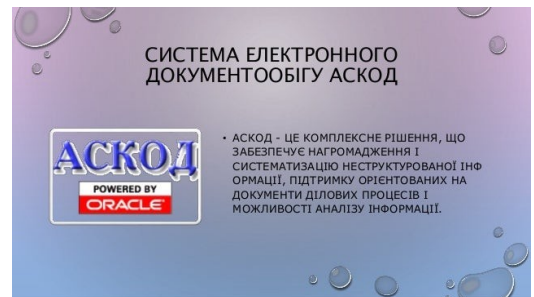 СИСТЕМА ЕЛЕКТРОННОГО
ДОКУМЕНТООБІГУ АСКОД
АСКОД
POWERED BY
ORACLE
• АСКОД - ЦЕ КОМПЛЕКСНЕ РІШЕННЯ, ЩО
ЗАБЕЗПЕЧУЄ НАГРОМАДЖЕННЯ І
СИСТЕМАТИЗАЦІЮ НЕСТРУКТУРОВАНОЇ ІНФ
ОРМАЦІЇ, ПІДТРИМКУ ОРІЄНТОВАНИХ НА
ДОКУМЕНТИ ДІЛОВИХ ПРОЦЕСІВ І
МОЖЛИВОСТІ АНАЛІЗУ ІНФОРМАЦІЇ.